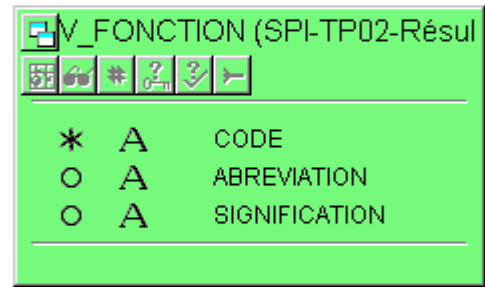 V_FONCTION (SPI-TP02-Résul
* A CODE
O A ABREVIATION
O A SIGNIFICATION